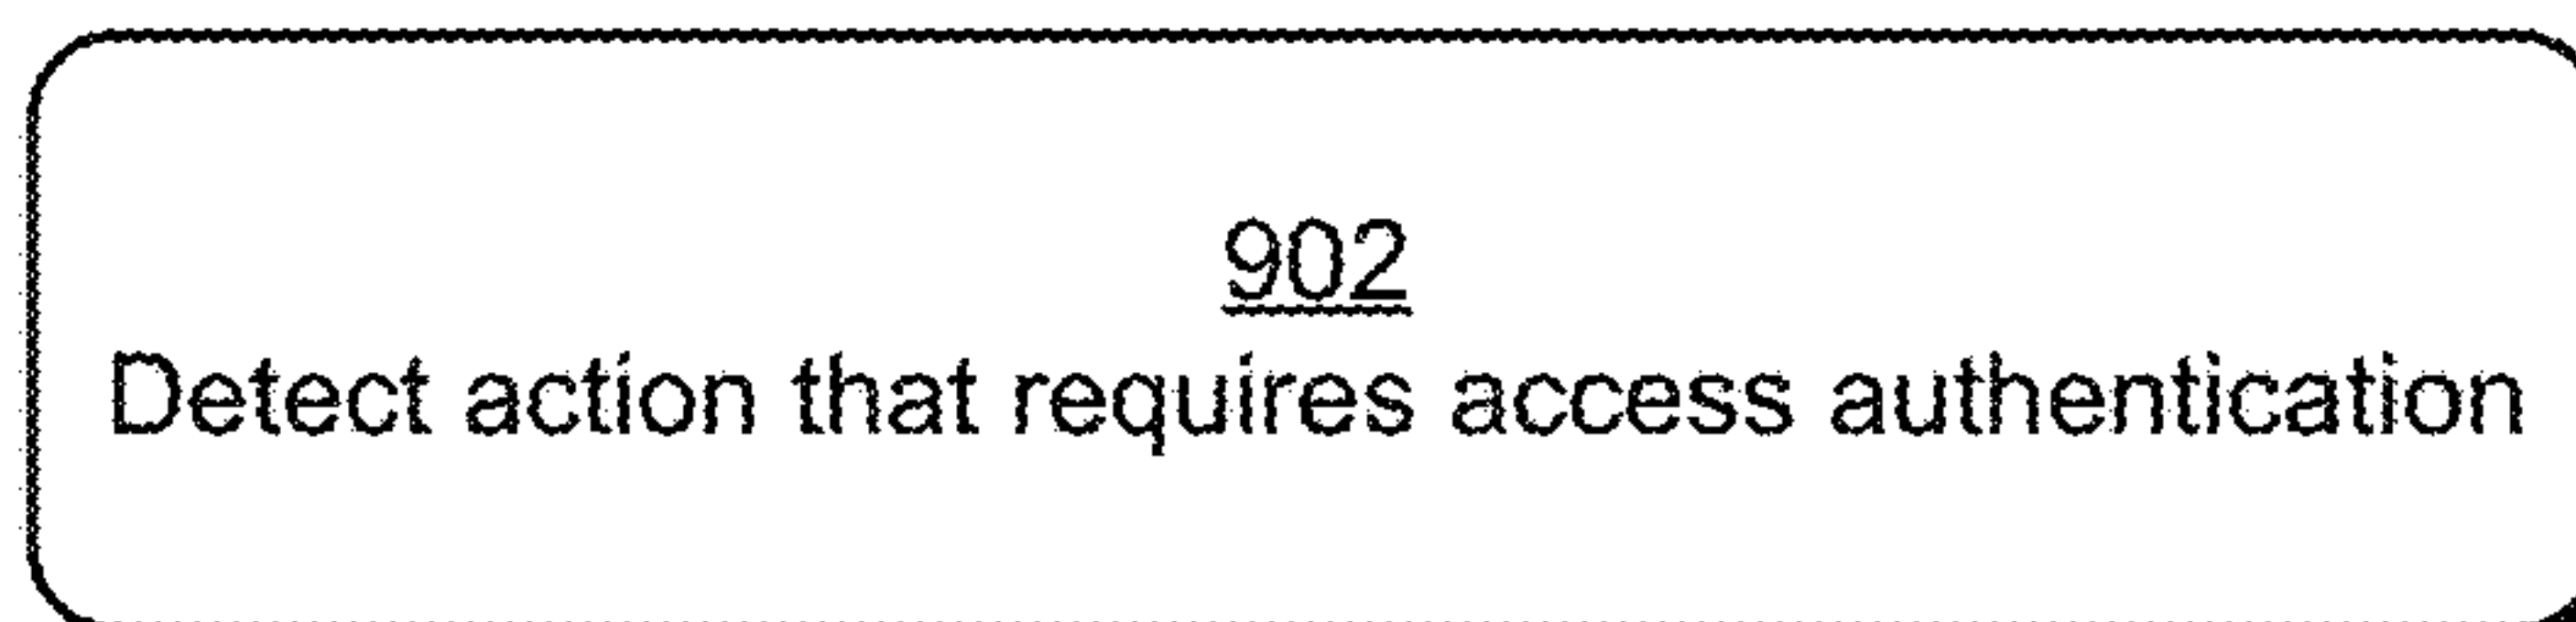 902
Detect action that requires access authentication